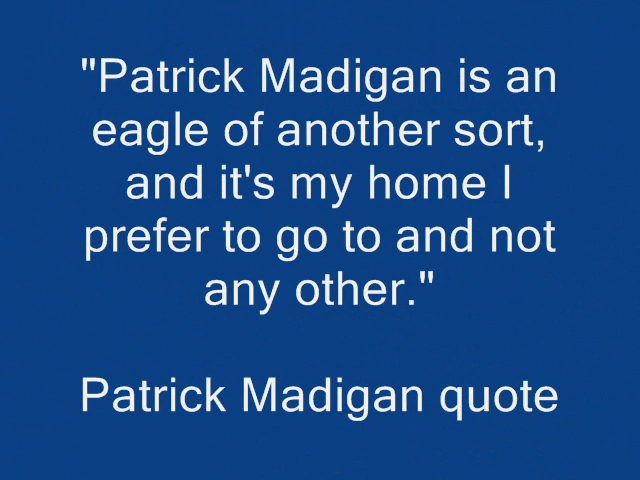 "Patrick Madigan is an
eagle of another sort,
and it's my home I
prefer to go to and not
any other."
Patrick Madigan quote